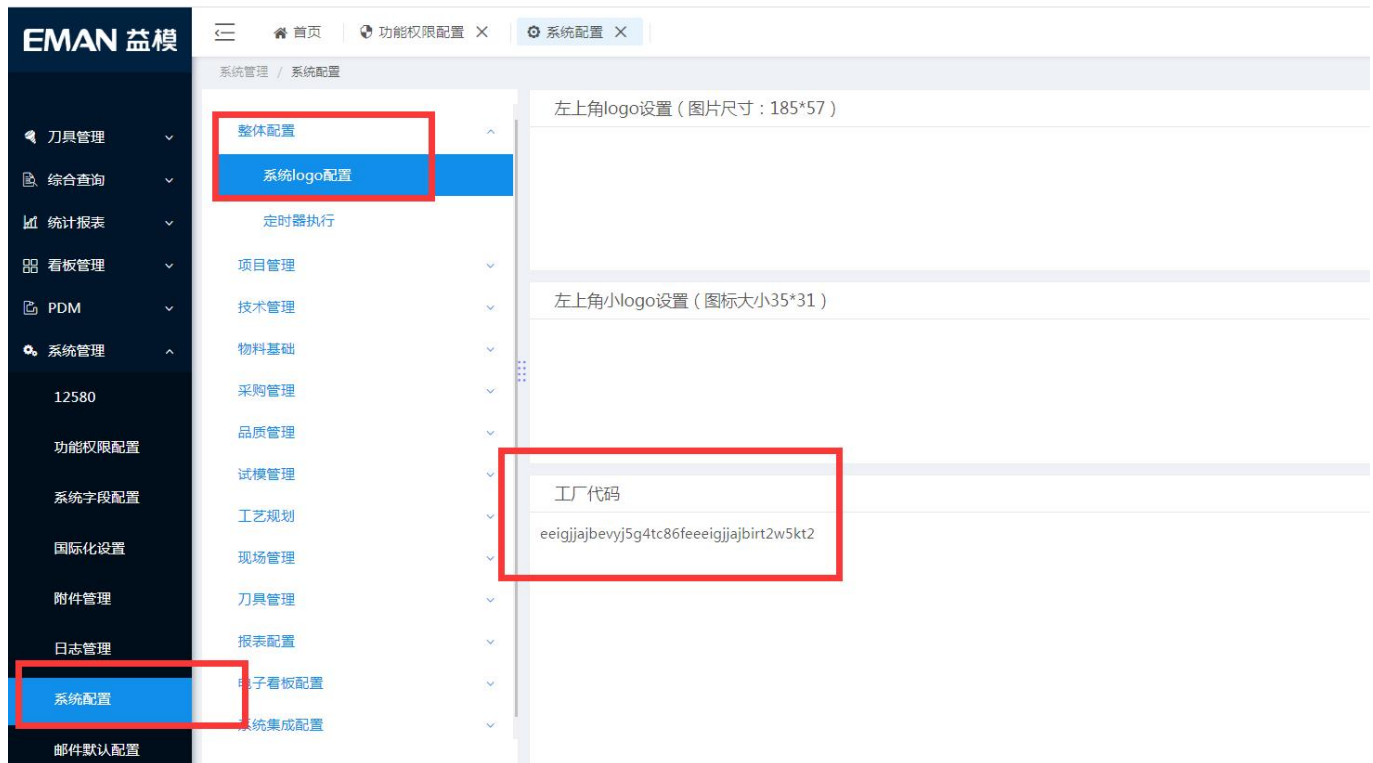 EMAN 益模
首页
功能权限配置
系统配置
系统管理 / 系统配置
刀具管理
综合查询
统计报表
看板管理
PDM
系统管理
12580
功能权限配置
系统字段配置
国际化设置
附件管理
日志管理
系统配置
邮件默认配置
整体配置
系统logo配置
定时器执行
项目管理
技术管理
物料基础
采购管理
品质管理
试模管理
工艺规划
现场管理
刀具管理
报表配置
电子看板配置
系统集成配置
左上角logo设置 ( 图片尺寸：185*57 )
左上角小logo设置 ( 图标大小35*31 )
工厂代码
eeigjjajbevyj5g4tc86feeeigjjajbirt2w5kt2